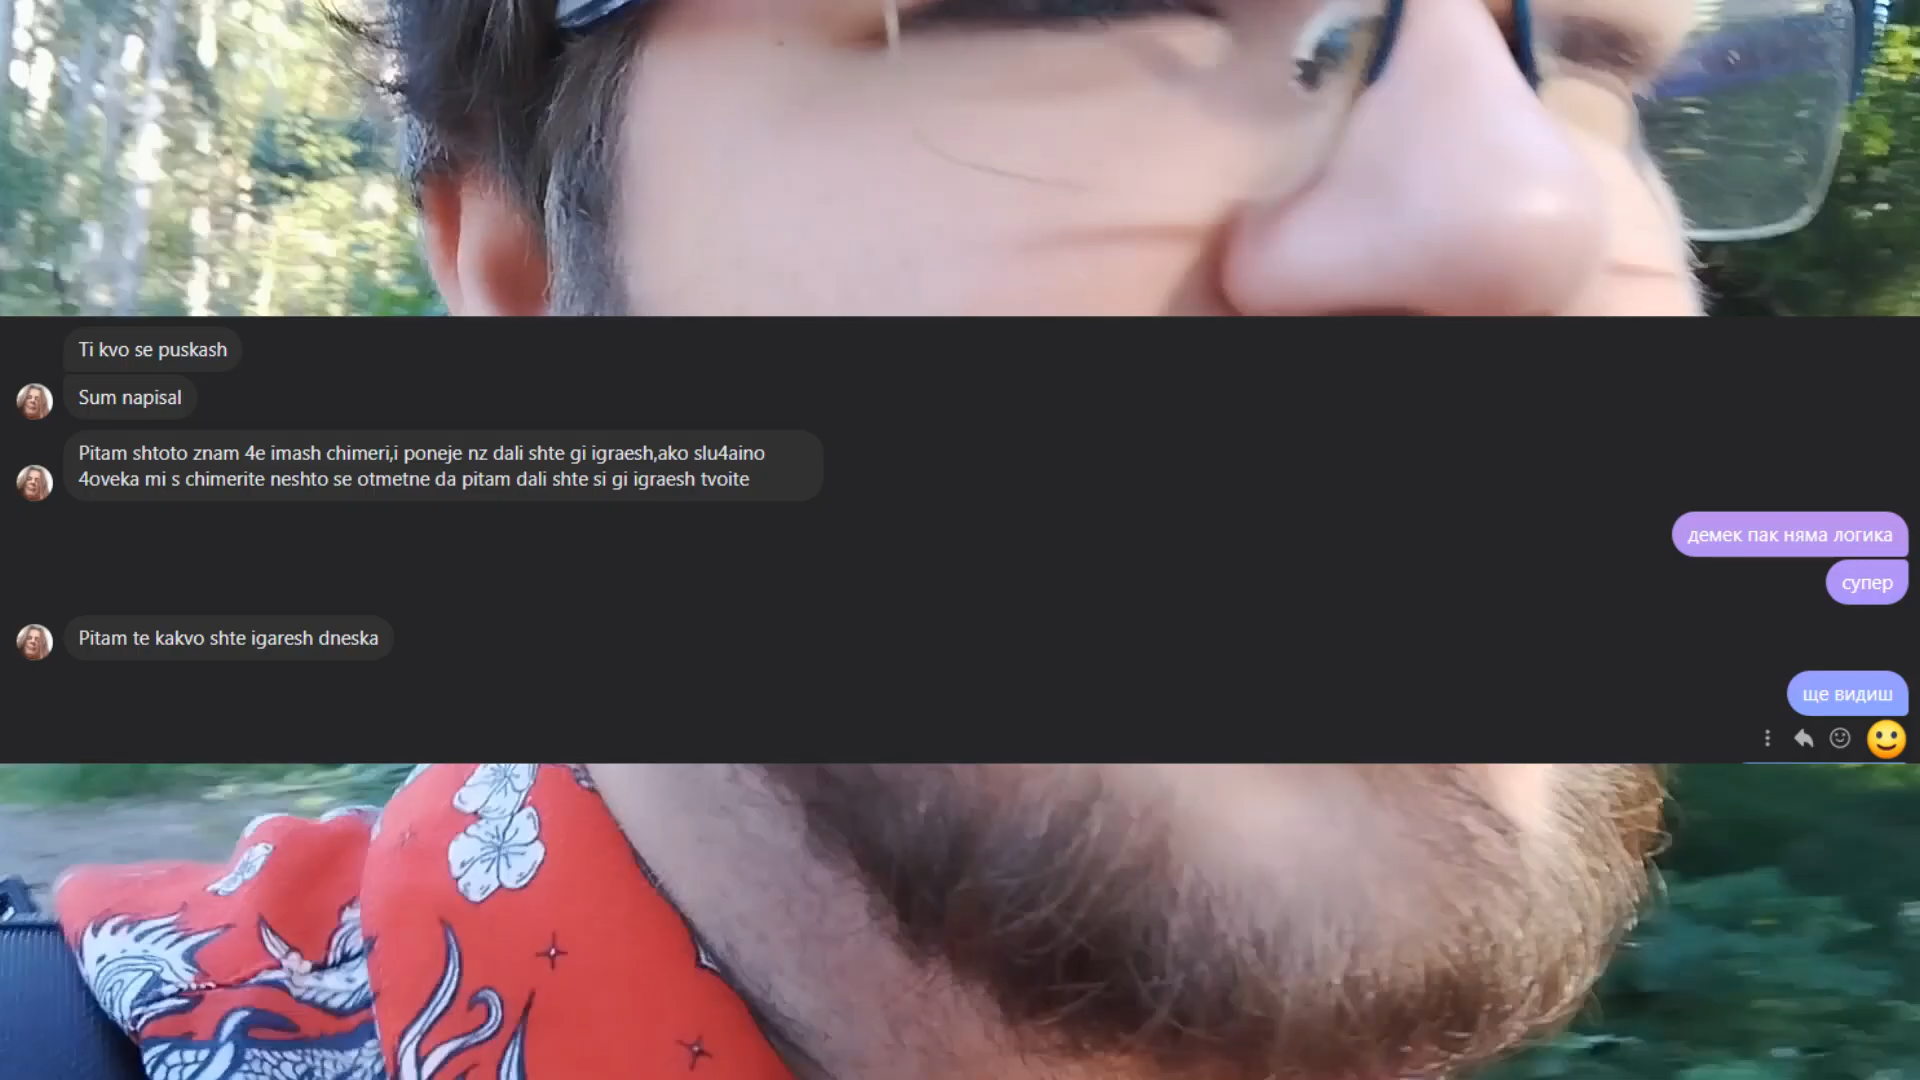 Ti kvo se puskash
Sum napisal
Pitam shtoto znam 4e imash chimeri,i poneje nz dali shte gi igraesh,ako slu4aino
4oveka mi s chimerite neshto se otmetne da pitam dali shte si gi igraesh tvoite
демек пак няма логика
супер
Pitam te kakvo shte igaresh dneska
ще видиш